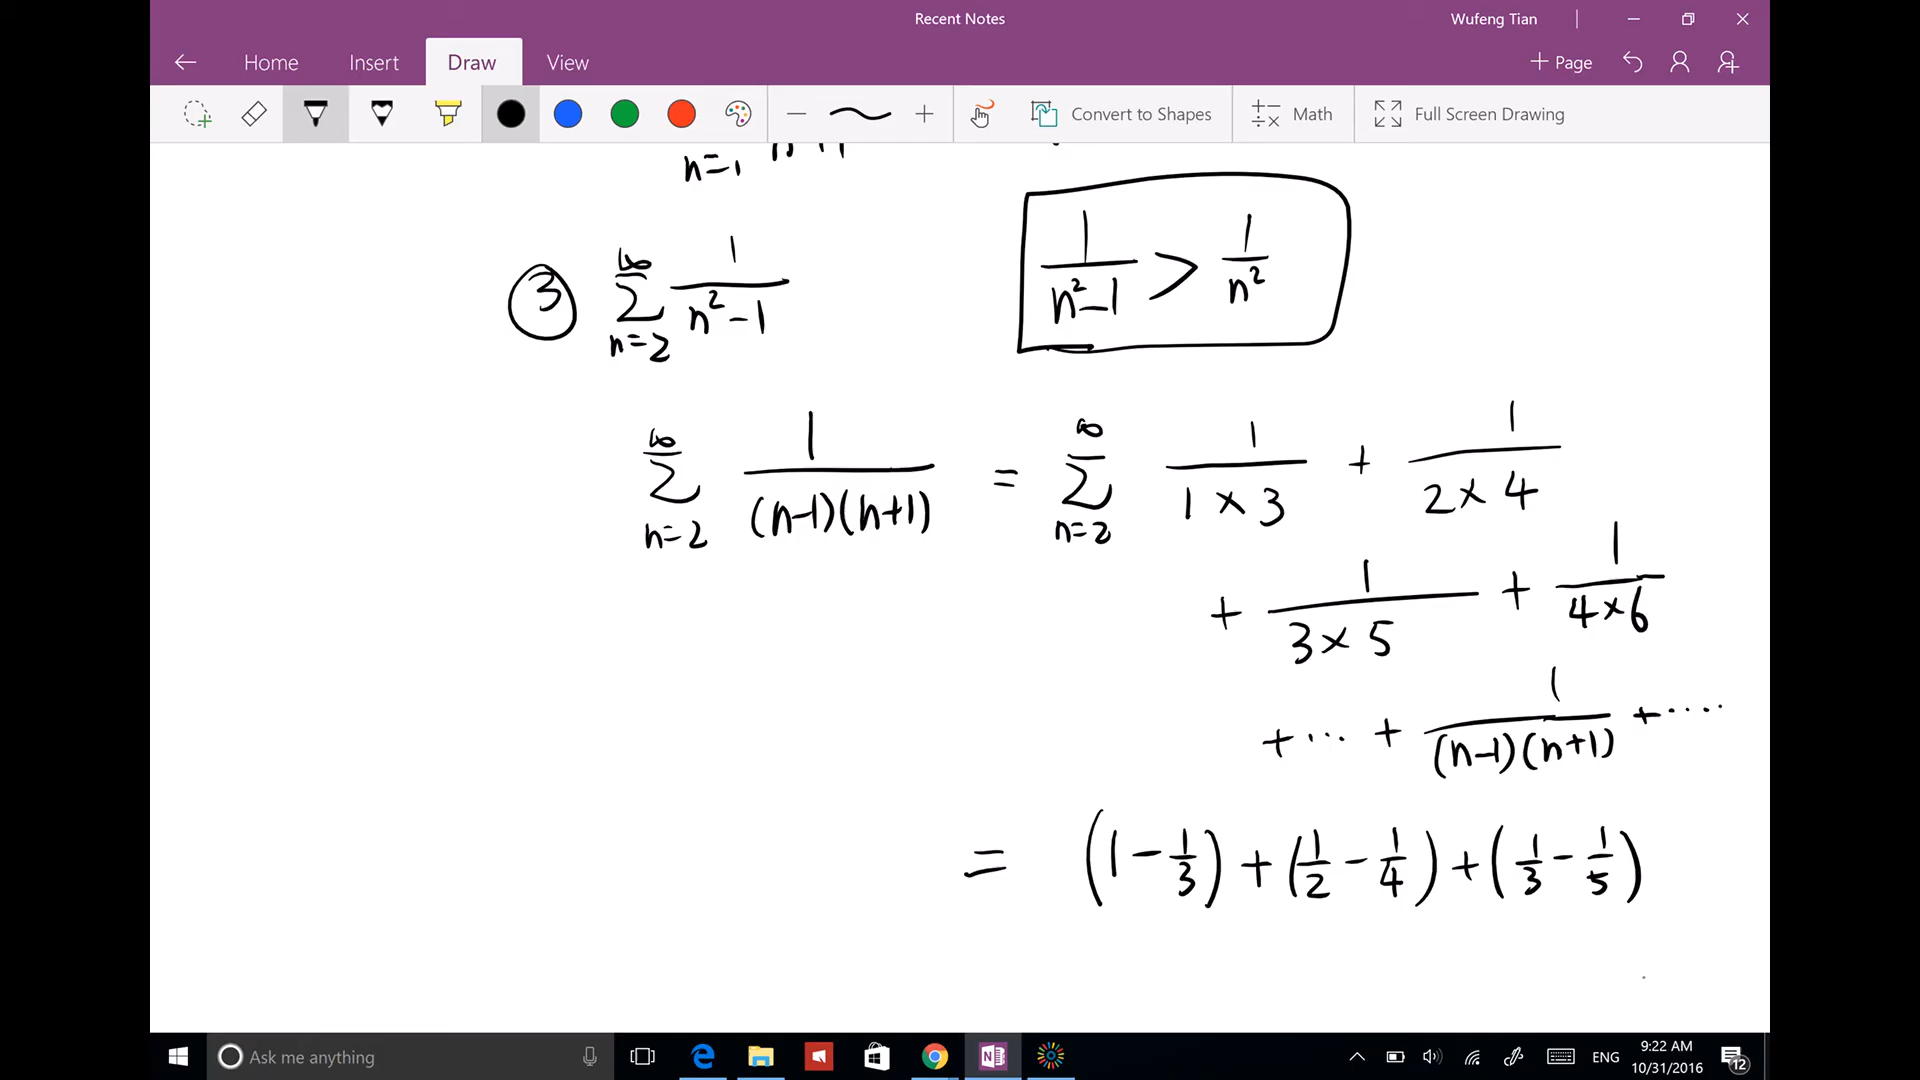 Recent Notes
Wufeng Tian
Home Insert Draw View
Page
Convert to Shapes Math Full Screen Drawing
n=1
③ ∞ Σ n=2 1/(n²-1)
1/(n²-1) > 1/n²
∞ Σ n=2 1/((n-1)(n+1)) = ∞ Σ n=2 1/(1×3) + 1/(2×4)
+ 1/(3×5) + 1/(4×6)
+ ... + 1/((n-1)(n+1)) + ....
= (1 - 1/3) + (1/2 - 1/4) + (1/3 - 1/5)
Ask me anything
ENG
9:22 AM
10/31/2016
12